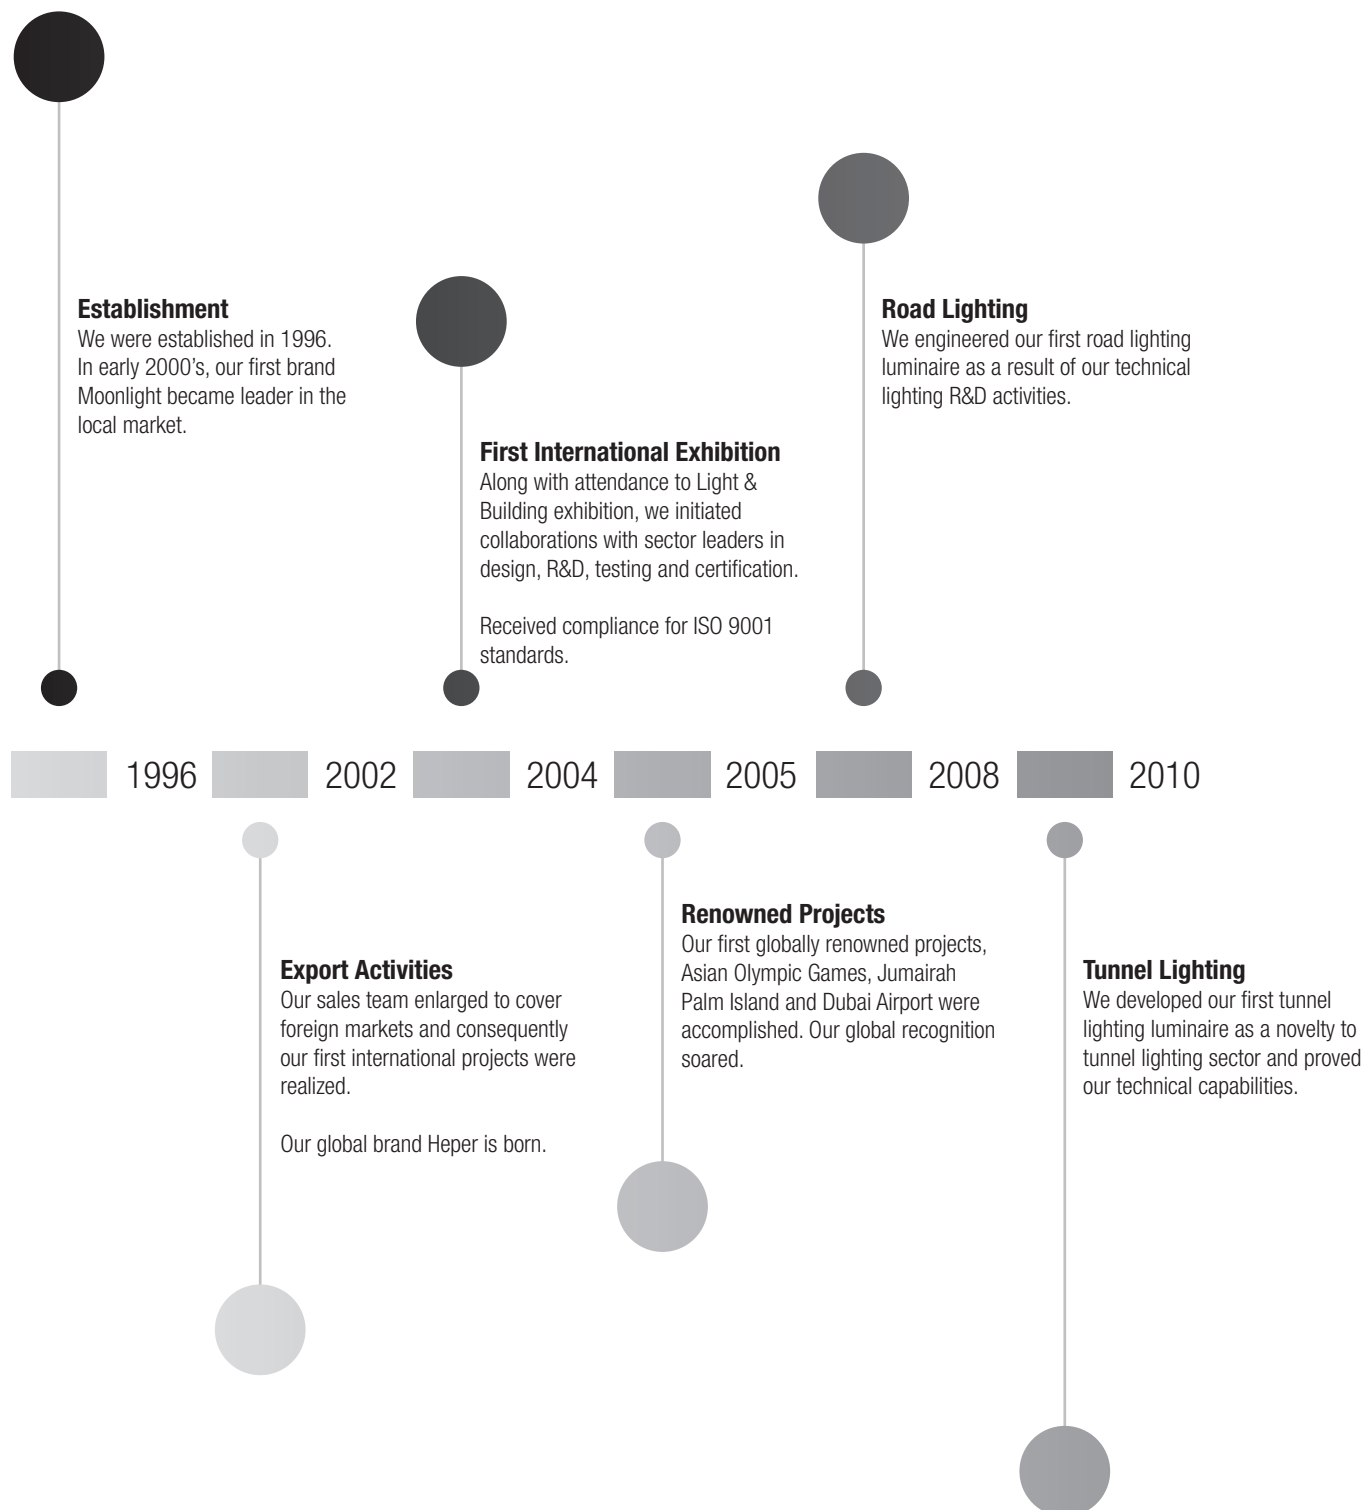 Establishment
We were established in 1996.
In early 2000's, our first brand
Moonlight became leader in the
local market.
First International Exhibition
Along with attendance to Light &
Building exhibition, we initiated
collaborations with sector leaders in
design, R&D, testing and certification.
Received compliance for ISO 9001
standards.
Road Lighting
We engineered our first road lighting
luminaire as a result of our technical
lighting R&D activities.
1996 2002 2004 2005 2008 2010
Export Activities
Our sales team enlarged to cover
foreign markets and consequently
our first international projects were
realized.
Our global brand Heper is born.
Renowned Projects
Our first globally renowned projects,
Asian Olympic Games, Jumairah
Palm Island and Dubai Airport were
accomplished. Our global recognition
soared.
Tunnel Lighting
We developed our first tunnel
lighting luminaire as a novelty to
tunnel lighting sector and proved
our technical capabilities.